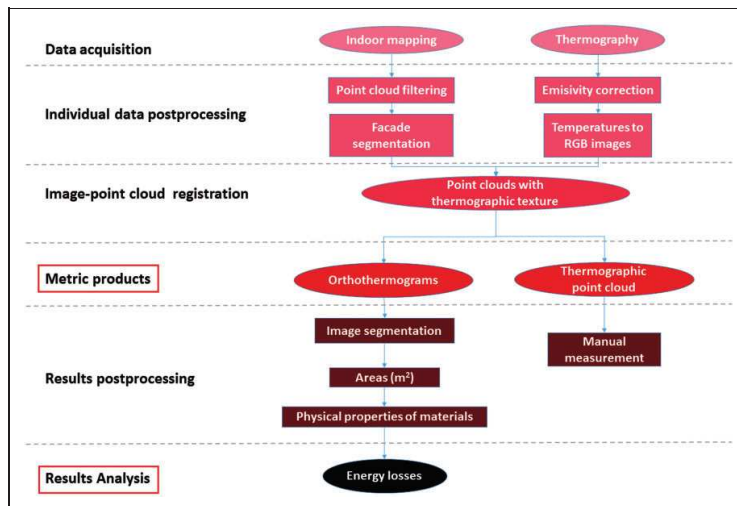 Data acquisition
Indoor mapping
Thermography
Individual data postprocessing
Point cloud filtering
Emisivity correction
Facade
segmentation
Temperatures to
RGB images
Image-point cloud registration
Point clouds with
thermographic texture
Metric products
Orthothermograms
Thermographic
point cloud
Results postprocessing
Image segmentation
Manual
measurement
Areas (m²)
Physical properties of materials
Results Analysis
Energy losses